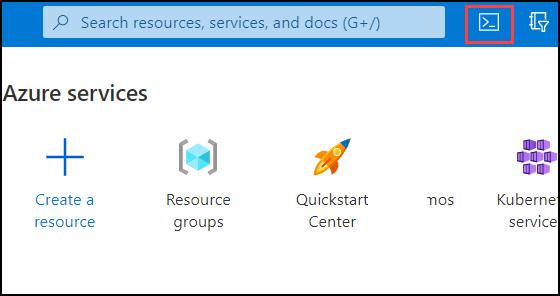 Search resources, services, and docs (G+/)
Azure services
Create a
resource
Resource
groups
Quickstart
Center
mos
Kubernet
service